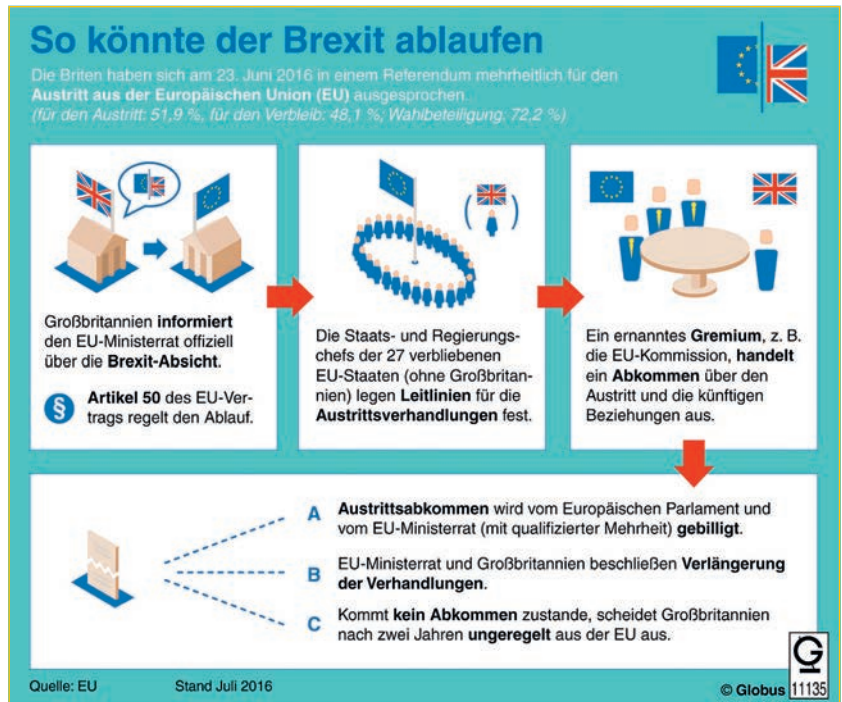 So könnte der Brexit ablaufen
Die Briten haben sich am 23. Juni 2016 in einem Referendum mehrheitlich für den
Austritt aus der Europäischen Union (EU) ausgesprochen.
(für den Austritt: 51,9 %, für den Verbleib: 48,1 %, Wahlbeteiligung: 72,2 %)
Großbritannien informiert
den EU-Ministerrat offiziell
über die Brexit-Absicht.
§ Artikel 50 des EU-Ver-
trags regelt den Ablauf.
Die Staats- und Regierungs-
chefs der 27 verbliebenen
EU-Staaten (ohne Großbritan-
nien) legen Leitlinien für die
Austrittsverhandlungen fest.
Ein ernanntes Gremium, z. B.
die EU-Kommission, handelt
ein Abkommen über den
Austritt und die künftigen
Beziehungen aus.
A Austrittsabkommen wird vom Europäischen Parlament und
vom EU-Ministerrat (mit qualifizierter Mehrheit) gebilligt.
B EU-Ministerrat und Großbritannien beschließen Verlängerung
der Verhandlungen.
C Kommt kein Abkommen zustande, scheidet Großbritannien
nach zwei Jahren ungeregelt aus der EU aus.
Quelle: EU Stand Juli 2016 © Globus 11135